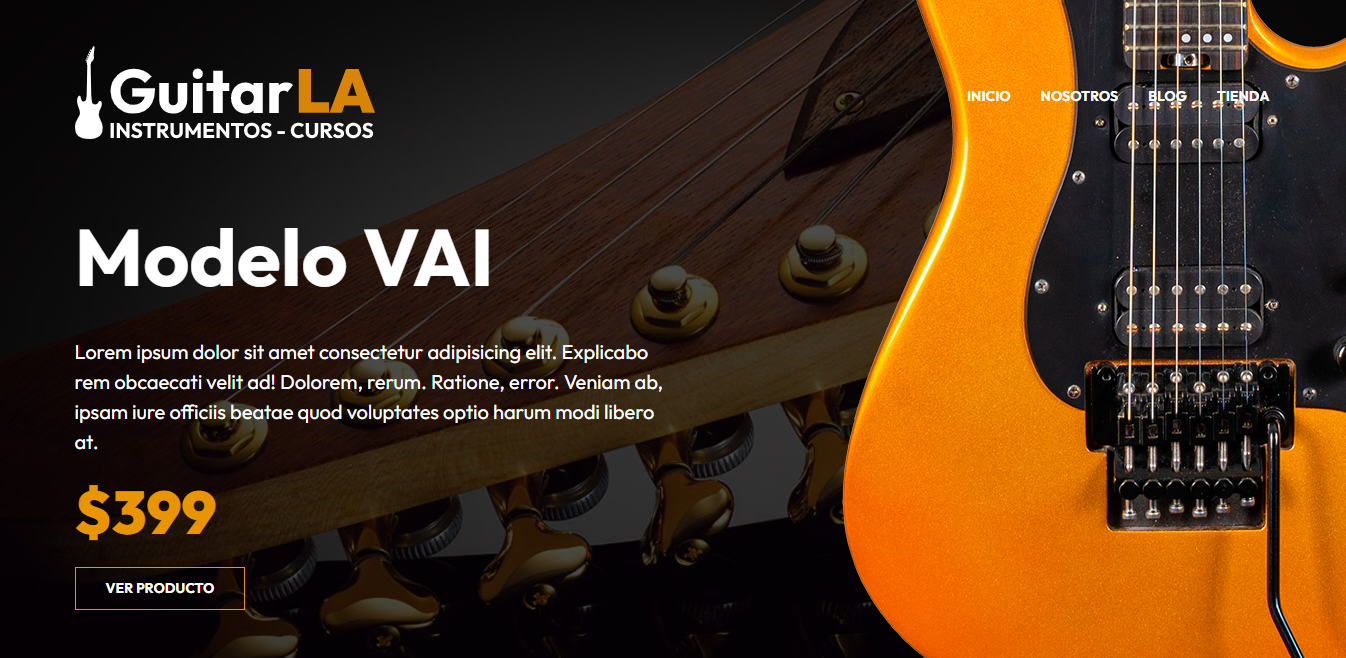 GuitarLA
INSTRUMENTOS - CURSOS
INICIO NOSOTROS BLOG TIENDA
Modelo VAI
Lorem ipsum dolor sit amet consectetur adipisicing elit. Explicabo
rem obcaecati velit ad! Dolorem, rerum. Ratione, error. Veniam ab,
ipsam iure officiis beatae quod voluptates optio harum modi libero
at.
$399
VER PRODUCTO